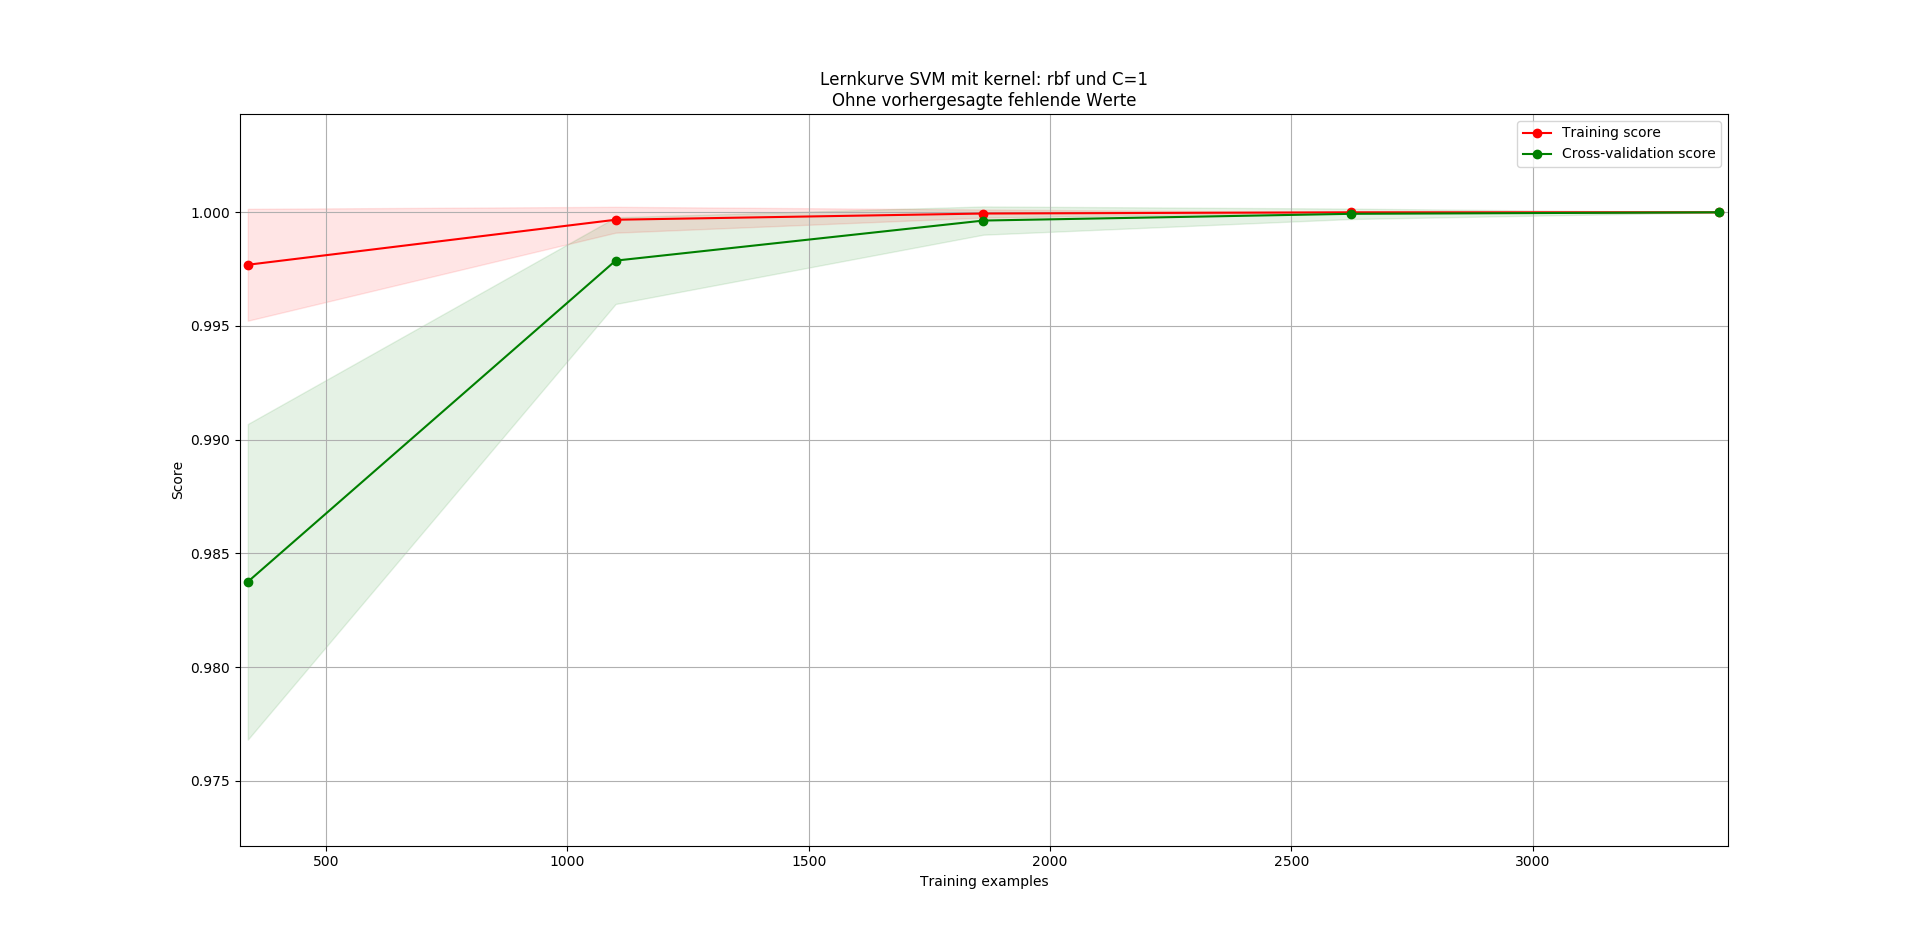 Lernkurve SVM mit kernel: rbf und C=1
Ohne vorhergesagte fehlende Werte
Training score
Cross-validation score
1.000
0.995
0.990
0.985
0.980
0.975
Score
500 1000 1500 2000 2500 3000
Training examples